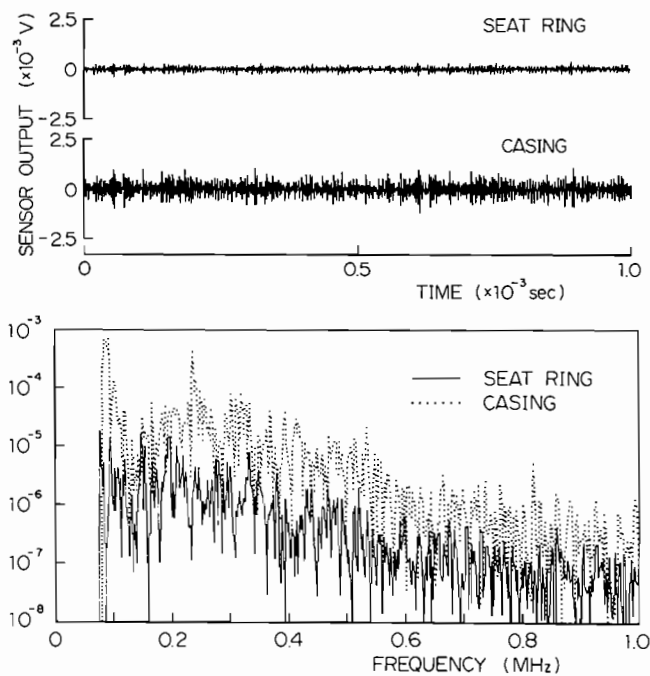 SEAT RING
2.5
0
-2.5
CASING
2.5
0
-2.5
SENSOR OUTPUT (×10⁻³ V)
0 0.5 1.0
TIME (×10⁻³ sec)
10⁻³
10⁻⁴
10⁻⁵
10⁻⁶
10⁻⁷
10⁻⁸
SEAT RING
CASING
0 0.2 0.4 0.6 0.8 1.0
FREQUENCY (MHz)